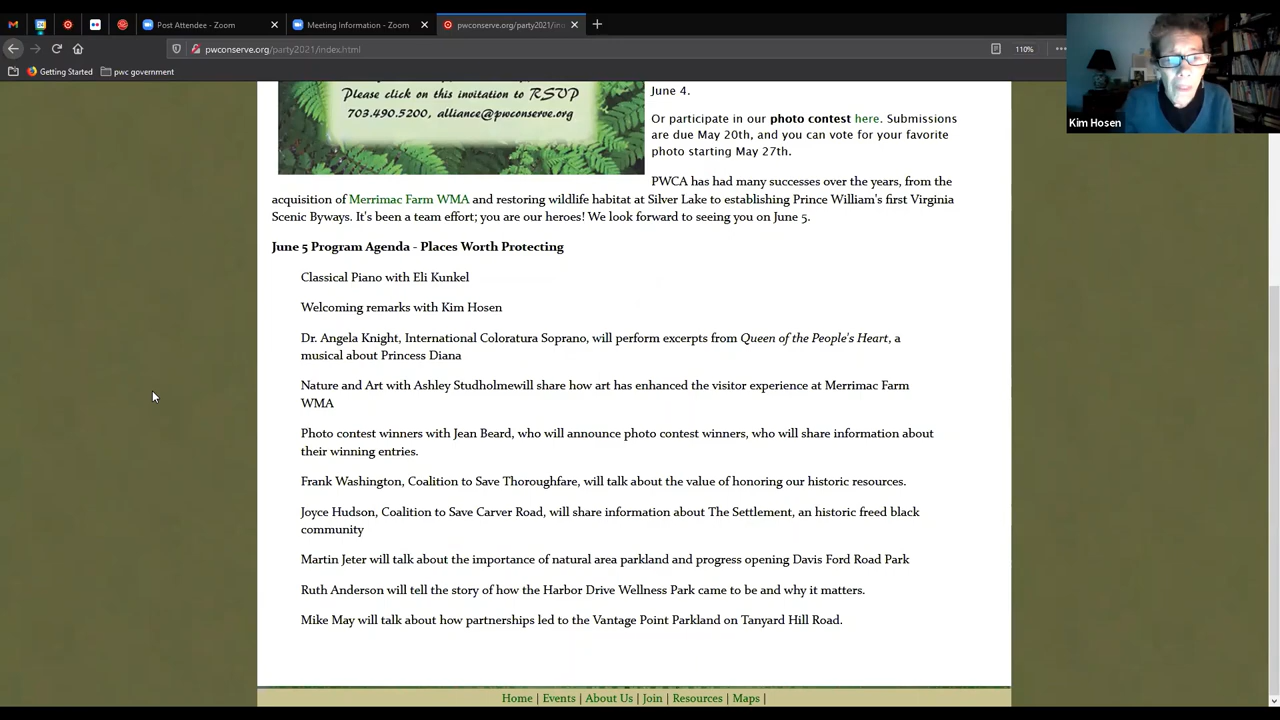 Post Attendee - Zoom
Meeting Information - Zoom
pwconserve.org/party2021/in
pwconserve.org/party2021/index.html
110%
Getting Started
pwc government
Kim Hosen
Please click on this invitation to RSVP
703.490.5200, alliance@pwconserve.org
June 4.
Or participate in our photo contest here. Submissions
are due May 20th, and you can vote for your favorite
photo starting May 27th.
PWCA has had many successes over the years, from the
acquisition of Merrimac Farm WMA and restoring wildlife habitat at Silver Lake to establishing Prince William's first Virginia
Scenic Byways. It's been a team effort; you are our heroes! We look forward to seeing you on June 5.
June 5 Program Agenda - Places Worth Protecting
Classical Piano with Eli Kunkel
Welcoming remarks with Kim Hosen
Dr. Angela Knight, International Coloratura Soprano, will perform excerpts from Queen of the People's Heart, a
musical about Princess Diana
Nature and Art with Ashley Studholmewill share how art has enhanced the visitor experience at Merrimac Farm
WMA
Photo contest winners with Jean Beard, who will announce photo contest winners, who will share information about
their winning entries.
Frank Washington, Coalition to Save Thoroughfare, will talk about the value of honoring our historic resources.
Joyce Hudson, Coalition to Save Carver Road, will share information about The Settlement, an historic freed black
community
Martin Jeter will talk about the importance of natural area parkland and progress opening Davis Ford Road Park
Ruth Anderson will tell the story of how the Harbor Drive Wellness Park came to be and why it matters.
Mike May will talk about how partnerships led to the Vantage Point Parkland on Tanyard Hill Road.
Home | Events | About Us | Join | Resources | Maps |